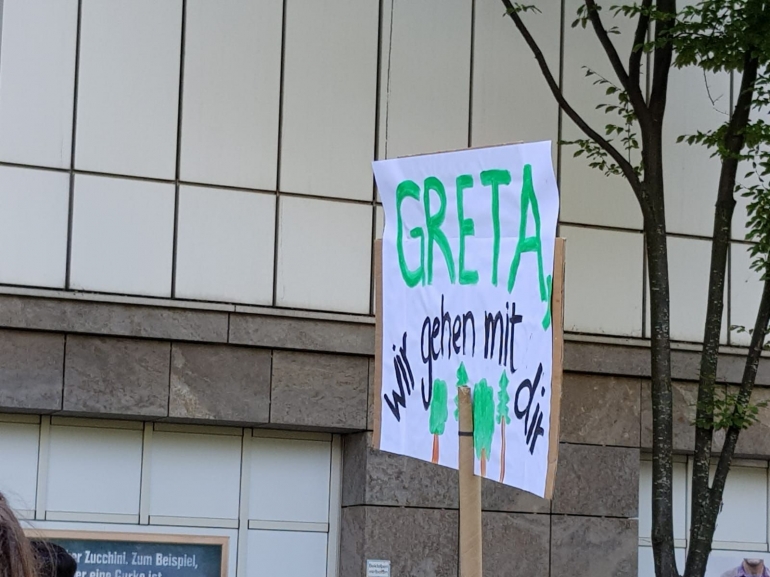 GRETA,
wir gehen mit dir
Zucchini. Zum Beispiel,
eine Gurke ist